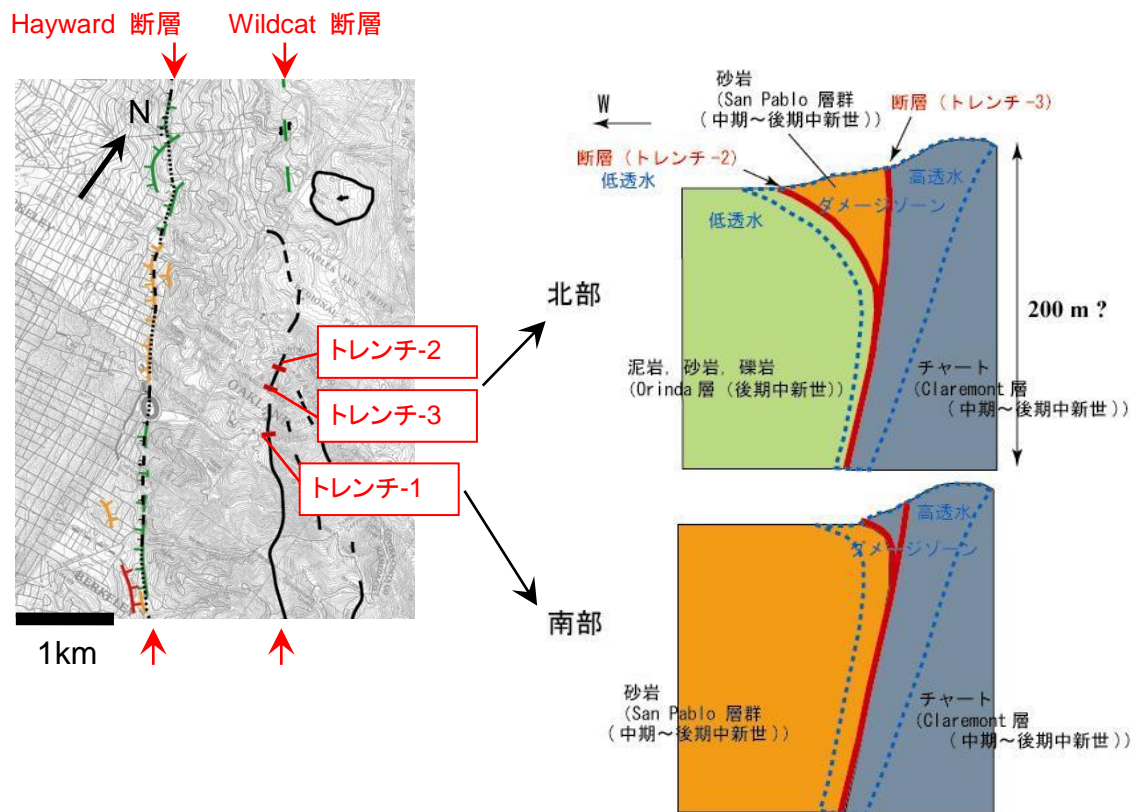 Hayward 断層
Wildcat 断層
N
トレンチ-2
トレンチ-3
トレンチ-1
1km
北部
南部
W
砂岩
(San Pablo 層群
(中期~後期中新世))
断層(トレンチ-3)
断層(トレンチ-2)
低透水
高透水
ダメージゾーン
低透水
200 m ?
泥岩, 砂岩, 礫岩
(Orinda 層(後期中新世))
チャート
(Claremont 層
(中期~後期中新世))
高透水
ダメージゾーン
砂岩
(San Pablo 層群
(中期~後期中新世))
チャート
(Claremont 層
(中期~後期中新世))